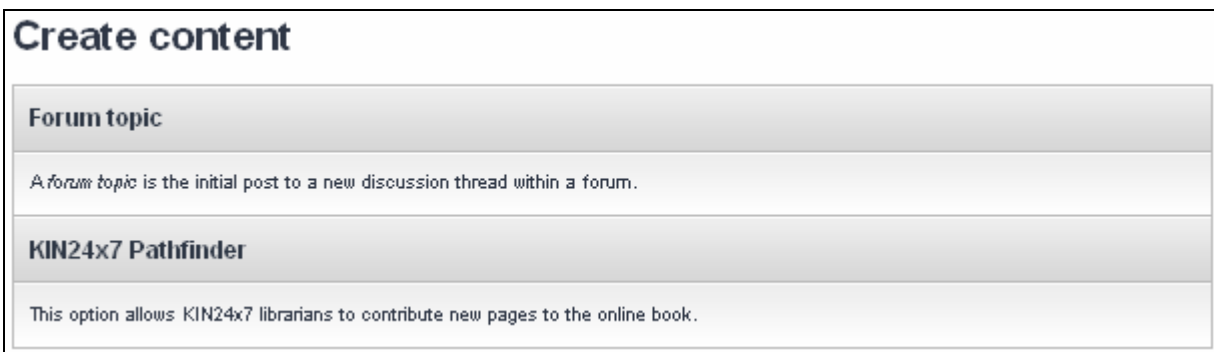 Create content
Forum topic
A forum topic is the initial post to a new discussion thread within a forum.
KIN24x7 Pathfinder
This option allows KIN24x7 librarians to contribute new pages to the online book.